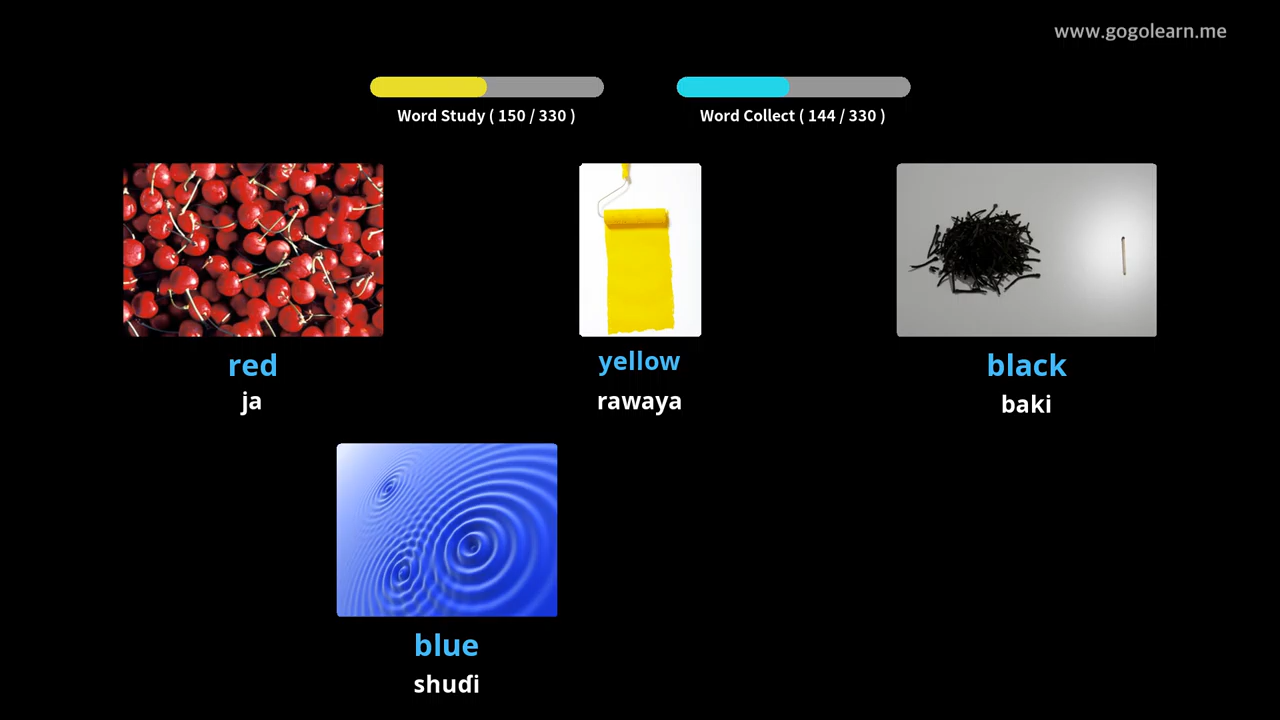 www.gogolearn.me
Word Study ( 150 / 330 )
Word Collect ( 144 / 330 )
red
ja
yellow
rawaya
black
baki
blue
shuɗi